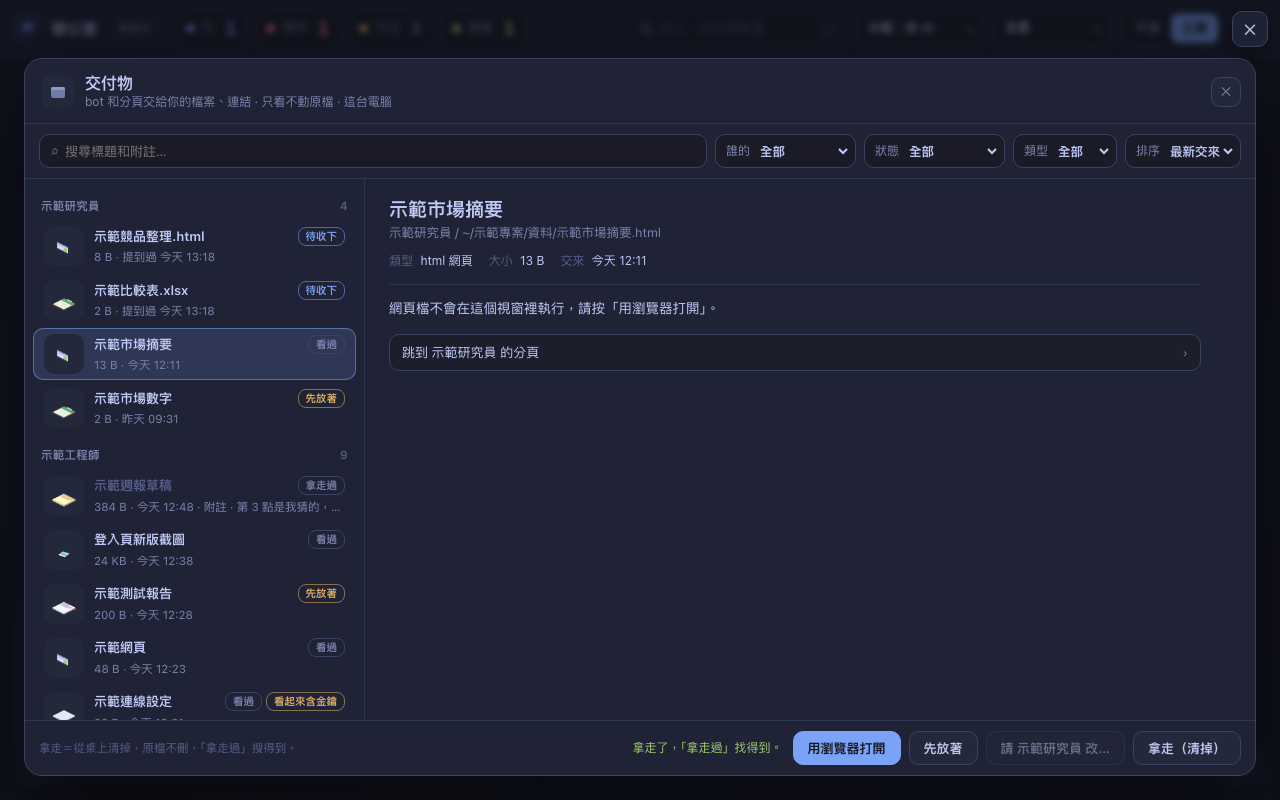 交付物
bot 和分頁交給你的檔案、連結 · 只看不動原檔 · 這台電腦
搜尋標題和附註...
誰的 全部
狀態 全部
類型 全部
排序 最新交來
示範研究員 4
示範競品整理.html 待收下
8 B · 提到過 今天 13:18
示範比較表.xlsx 待收下
2 B · 提到過 今天 13:18
示範市場摘要 看過
13 B · 今天 12:11
示範市場數字 先放著
2 B · 昨天 09:31
示範工程師 9
示範週報草稿 拿走過
384 B · 今天 12:48 · 附註 · 第 3 點是我猜的，...
登入頁新版截圖 看過
24 KB · 今天 12:38
示範測試報告 先放著
200 B · 今天 12:28
示範網頁 看過
48 B · 今天 12:23
示範連線設定 看過 看起來含金鑰
示範市場摘要
示範研究員 / ~/示範專案/資料/示範市場摘要.html
類型 html 網頁 大小 13 B 交來 今天 12:11
網頁檔不會在這個視窗裡執行，請按「用瀏覽器打開」。
跳到 示範研究員 的分頁 ›
拿走＝從桌上清掉，原檔不刪，「拿走過」搜得到。
拿走了，「拿走過」找得到。
用瀏覽器打開
先放著
請 示範研究員 改...
拿走（清掉）